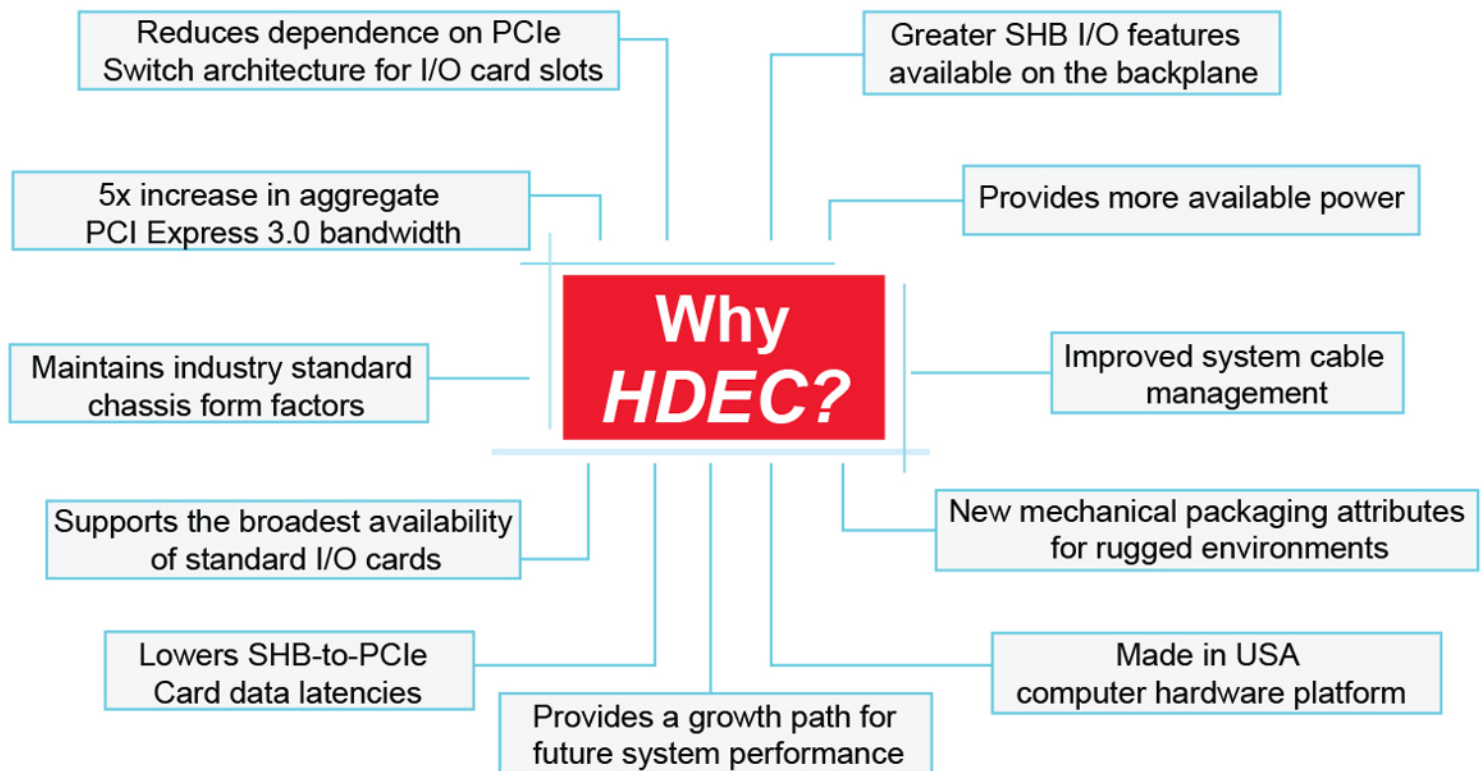 Reduces dependence on PCIe
Switch architecture for I/O card slots
Greater SHB I/O features
available on the backplane
5x increase in aggregate
PCI Express 3.0 bandwidth
Provides more available power
Why
HDEC?
Maintains industry standard
chassis form factors
Improved system cable
management
Supports the broadest availability
of standard I/O cards
New mechanical packaging attributes
for rugged environments
Lowers SHB-to-PCIe
Card data latencies
Made in USA
computer hardware platform
Provides a growth path for
future system performance